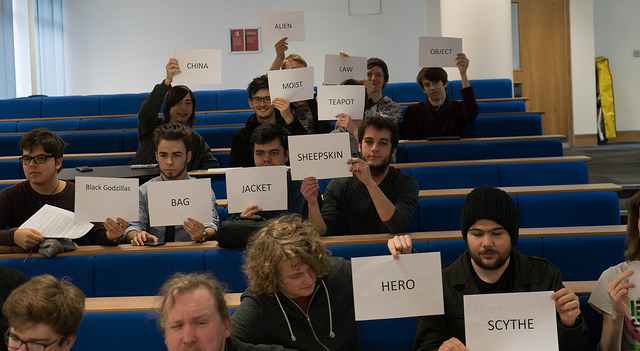 ALIEN
CHINA
LAW
OBJECT
MOIST
TEAPOT
SHEEPSKIN
Black Godzillas
BAG
JACKET
HERO
SCYTHE